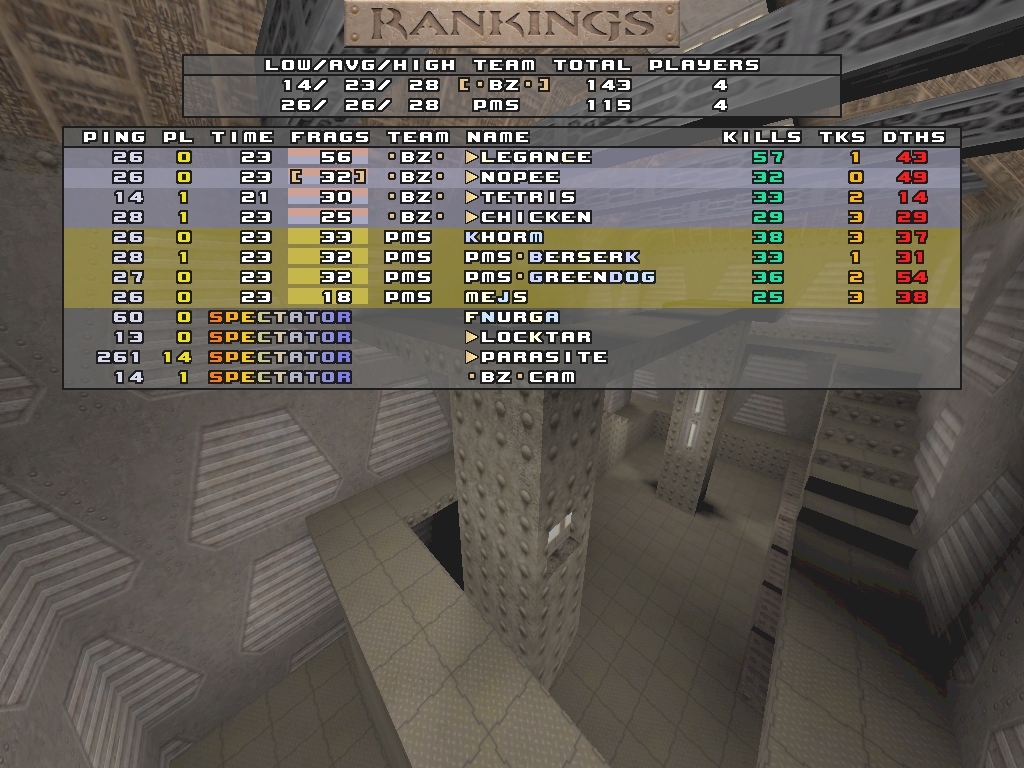 RANKINGS
LOW/AVG/HIGH TEAM TOTAL PLAYERS
14/ 23/ 28 [·BZ·] 143 4
26/ 26/ 28 PMS 115 4
PING PL TIME FRAGS TEAM NAME KILLS TKS DTHS
26 0 23 56 ·BZ· ▶LEGANCE 57 1 43
26 0 23 [ 32] ·BZ· ▶NOPEE 32 0 49
14 1 21 30 ·BZ· ▶TETRIS 33 2 14
28 1 23 25 ·BZ· ▶CHICKEN 29 3 29
26 0 23 33 PMS KHORM 38 3 37
28 1 23 32 PMS PMS·BERSERK 33 1 31
27 0 23 32 PMS PMS·GREENDOG 36 2 54
26 0 23 18 PMS MEJS 25 3 38
60 0 SPECTATOR FNURGA
13 0 SPECTATOR ▶LOCKTAR
261 14 SPECTATOR ▶PARASITE
14 1 SPECTATOR ·BZ·CAM